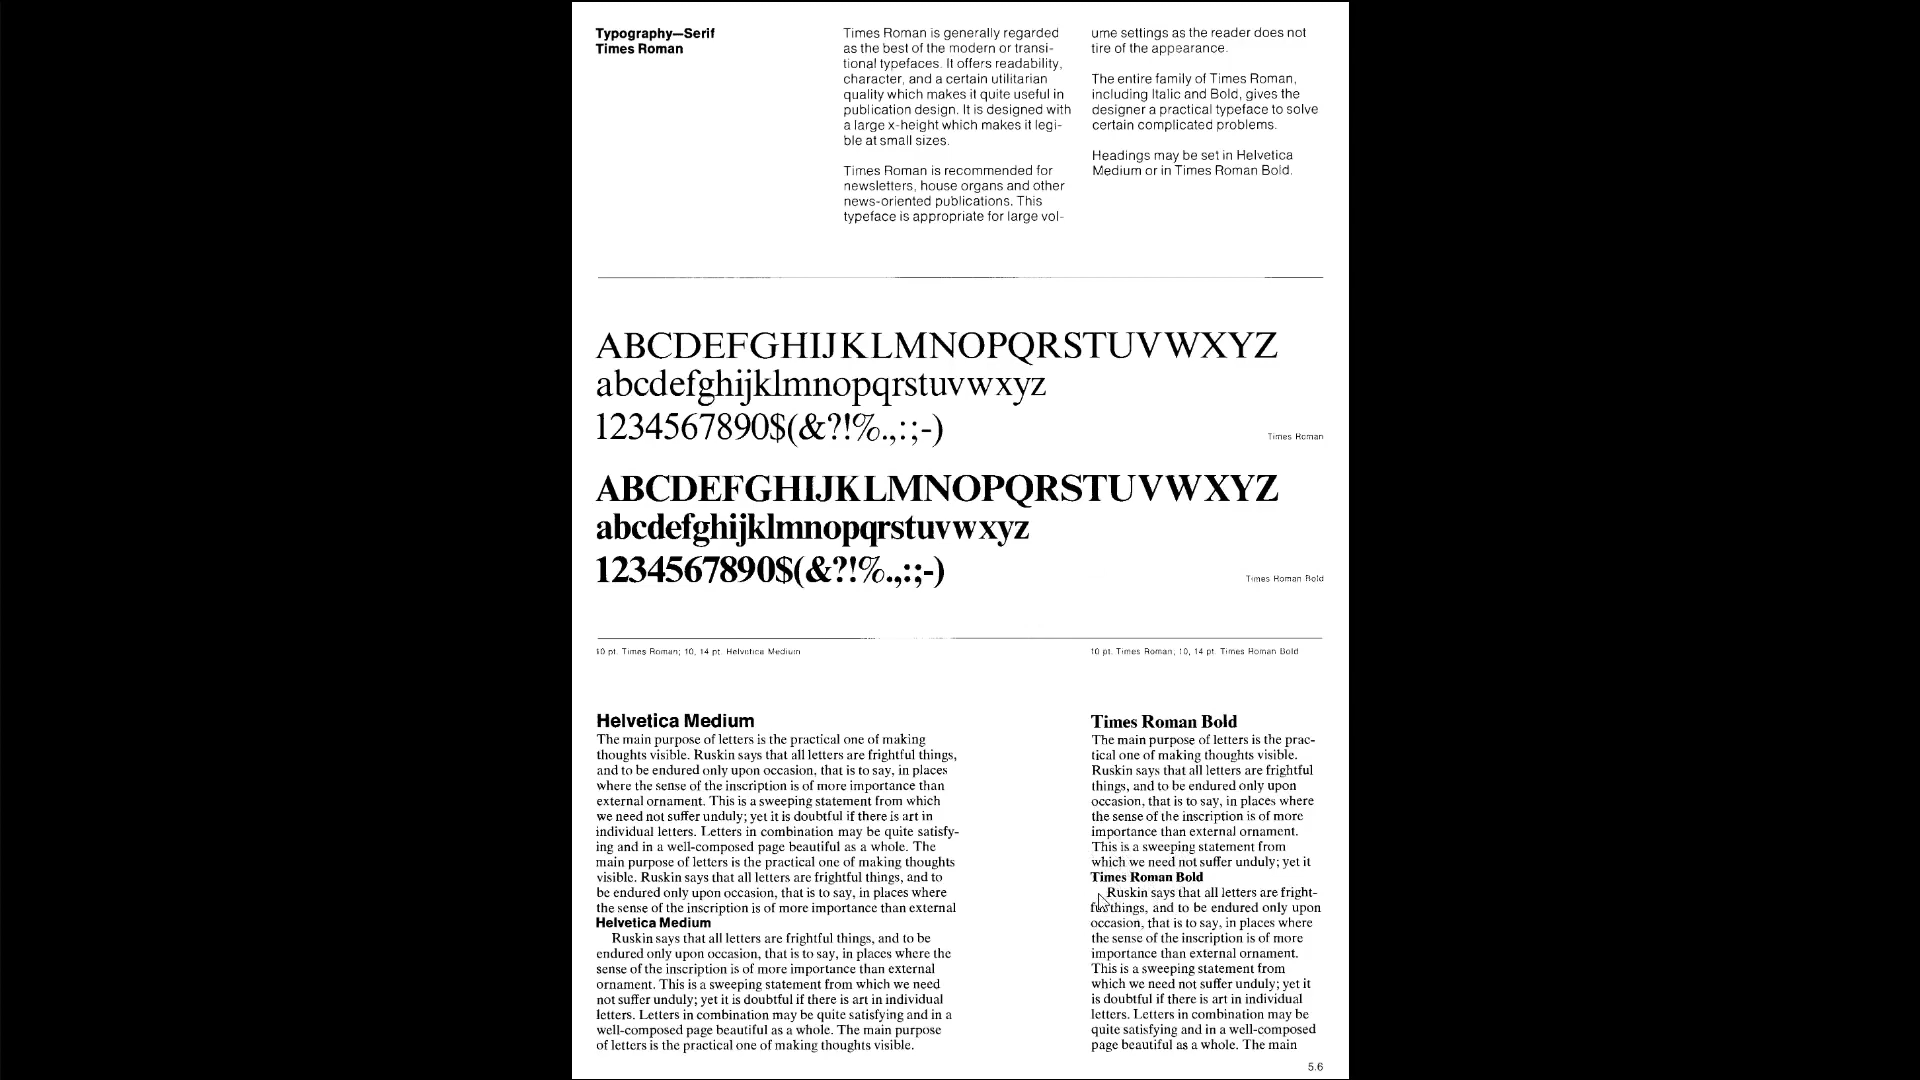 Typography—Serif
Times Roman
Times Roman is generally regarded
as the best of the modern or transi-
tional typefaces. It offers readability,
character, and a certain utilitarian
quality which makes it quite useful in
publication design. It is designed with
a large x-height which makes it legi-
ble at small sizes.
Times Roman is recommended for
newsletters, house organs and other
news-oriented publications. This
typeface is appropriate for large vol-
ume settings as the reader does not
tire of the appearance.
The entire family of Times Roman,
including Italic and Bold, gives the
designer a practical typeface to solve
certain complicated problems.
Headings may be set in Helvetica
Medium or in Times Roman Bold.
ABCDEFGHIJKLMNOPQRSTUVWXYZ
abcdefghijklmnopqrstuvwxyz
1234567890$(&?!%.,:;-)
Times Roman
ABCDEFGHIJKLMNOPQRSTUVWXYZ
abcdefghijklmnopqrstuvwxyz
1234567890$(&?!%.,:;-)
Times Roman Bold
10 pt. Times Roman; 10, 14 pt. Helvetica Medium
Helvetica Medium
The main purpose of letters is the practical one of making
thoughts visible. Ruskin says that all letters are frightful things,
and to be endured only upon occasion, that is to say, in places
where the sense of the inscription is of more importance than
external ornament. This is a sweeping statement from which
we need not suffer unduly; yet it is doubtful if there is art in
individual letters. Letters in combination may be quite satisfy-
ing and in a well-composed page beautiful as a whole. The
main purpose of letters is the practical one of making thoughts
visible. Ruskin says that all letters are frightful things, and to
be endured only upon occasion, that is to say, in places where
the sense of the inscription is of more importance than external
Helvetica Medium
Ruskin says that all letters are frightful things, and to be
endured only upon occasion, that is to say, in places where the
sense of the inscription is of more importance than external
ornament. This is a sweeping statement from which we need
not suffer unduly; yet it is doubtful if there is art in individual
letters. Letters in combination may be quite satisfying and in a
well-composed page beautiful as a whole. The main purpose
of letters is the practical one of making thoughts visible.
10 pt. Times Roman; 10, 14 pt. Times Roman Bold
Times Roman Bold
The main purpose of letters is the prac-
tical one of making thoughts visible.
Ruskin says that all letters are frightful
things, and to be endured only upon
occasion, that is to say, in places where
the sense of the inscription is of more
importance than external ornament.
This is a sweeping statement from
which we need not suffer unduly; yet it
Times Roman Bold
Ruskin says that all letters are fright-
ful things, and to be endured only upon
occasion, that is to say, in places where
the sense of the inscription is of more
importance than external ornament.
This is a sweeping statement from
which we need not suffer unduly; yet it
is doubtful if there is art in individual
letters. Letters in combination may be
quite satisfying and in a well-composed
page beautiful as a whole. The main
5.6